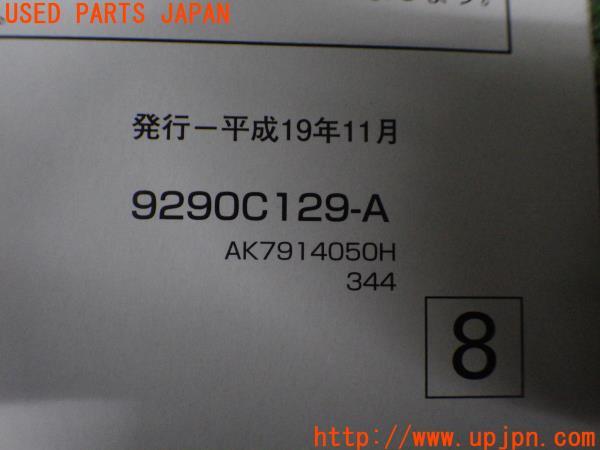 USED PARTS JAPAN
発行－平成19年11月
9290C129-A
AK7914050H
344
8
http://www.upjpn.com/